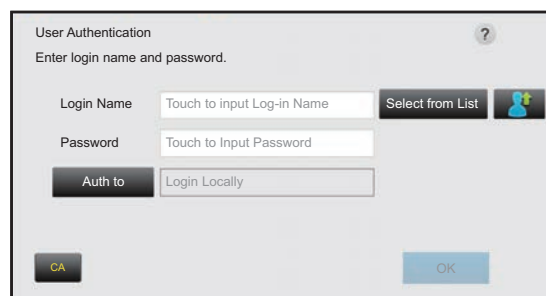 User Authentication
?
Enter login name and password.
Login Name Touch to input Log-in Name Select from List
Password Touch to Input Password
Auth to Login Locally
CA OK